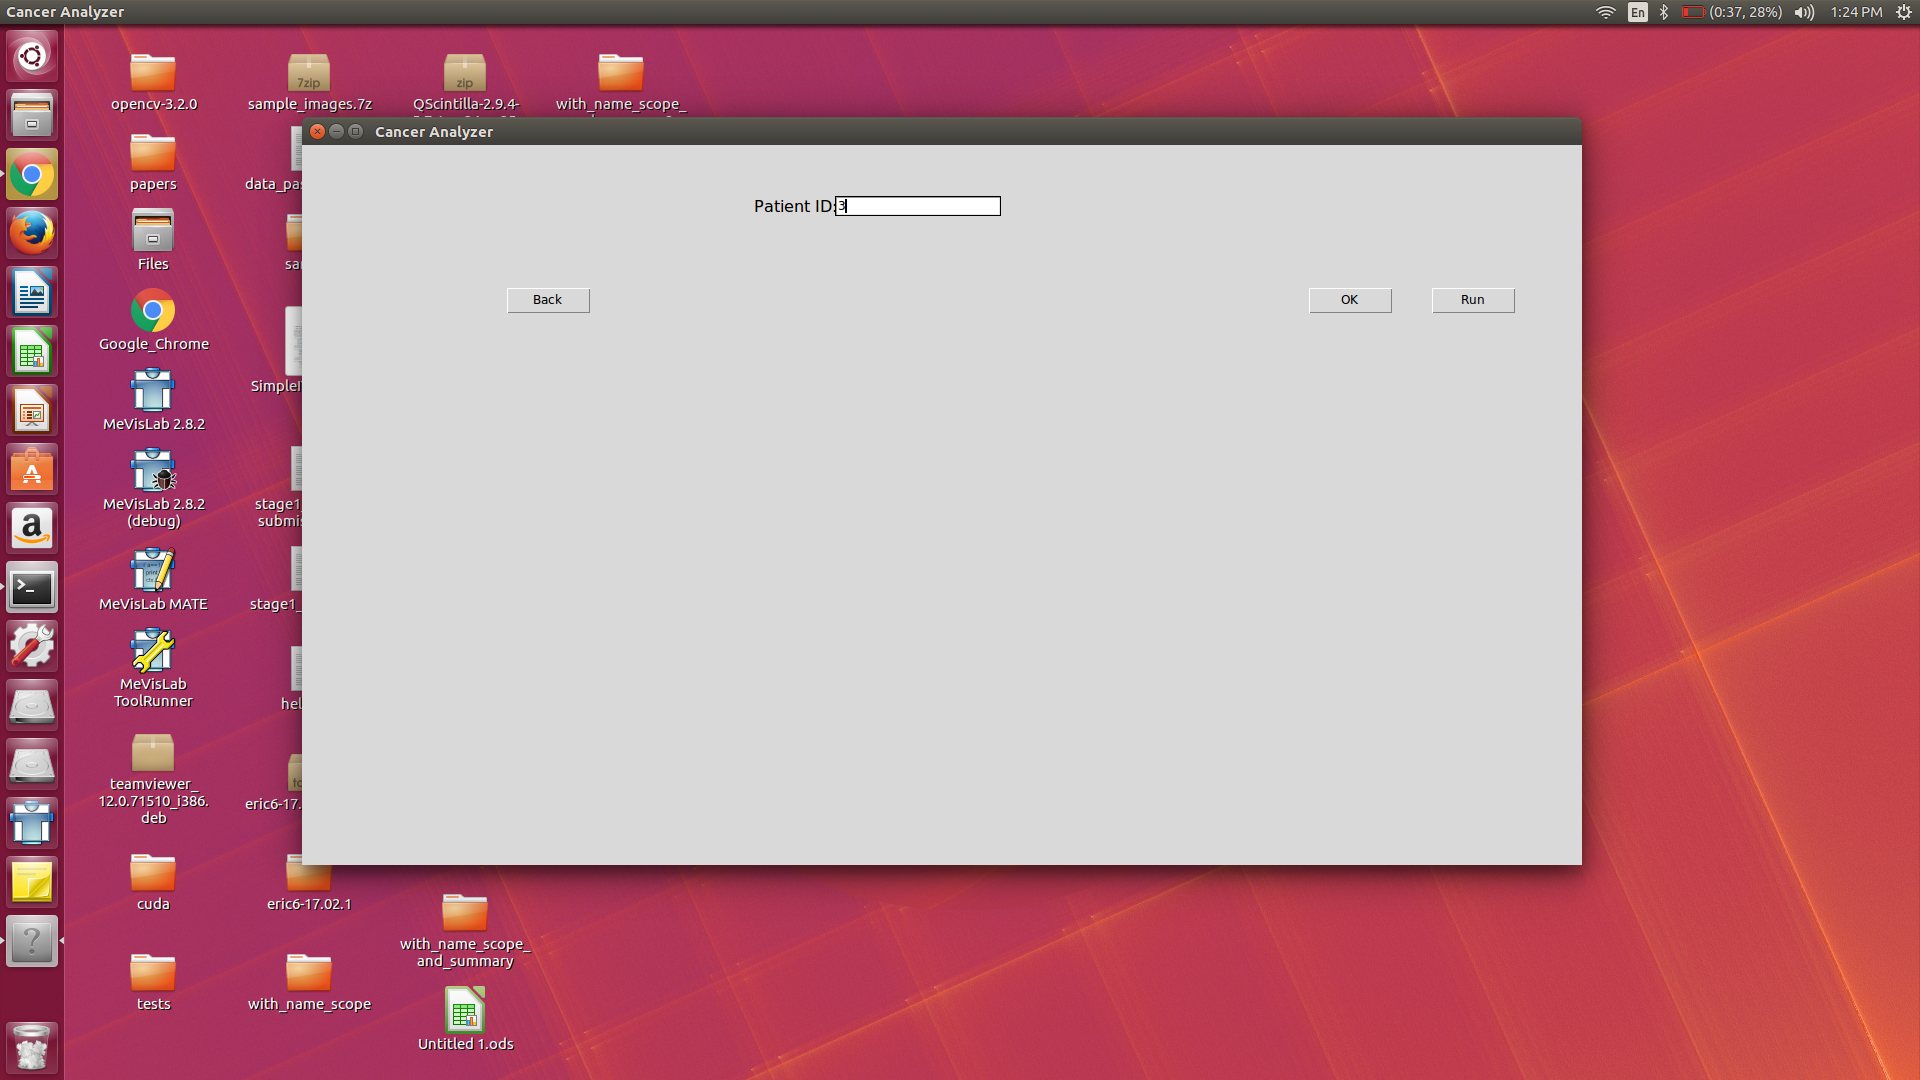 Cancer Analyzer
En
(0:37, 28%)
1:24 PM
opencv-3.2.0
7zip
sample_images.7z
zip
QScintilla-2.9.4-
with_name_scope_
Cancer Analyzer
papers
data_pa
Patient ID:
3
Files
sa
Back
OK
Run
Google_Chrome
SimpleI
MeVisLab 2.8.2
MeVisLab 2.8.2
(debug)
stage1_
submi
MeVisLab MATE
stage1_
MeVisLab
ToolRunner
hel
teamviewer_
12.0.71510_i386.
deb
eric6-17.
cuda
eric6-17.02.1
with_name_scope_
and_summary
tests
with_name_scope
Untitled 1.ods